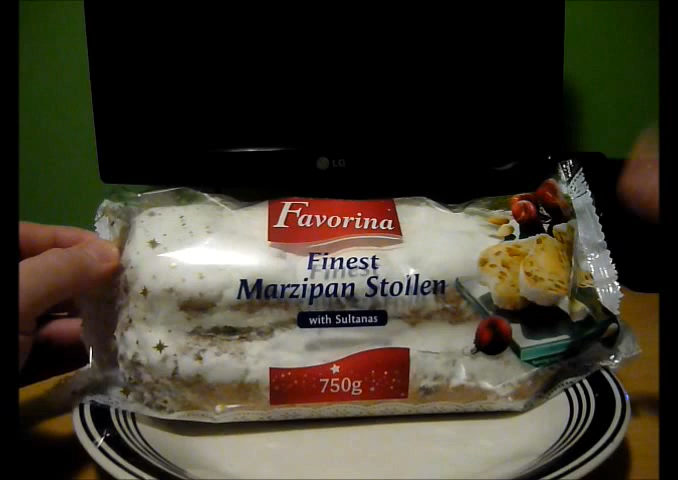 LG
Favorina
Finest
Marzipan Stollen
with Sultanas
750g